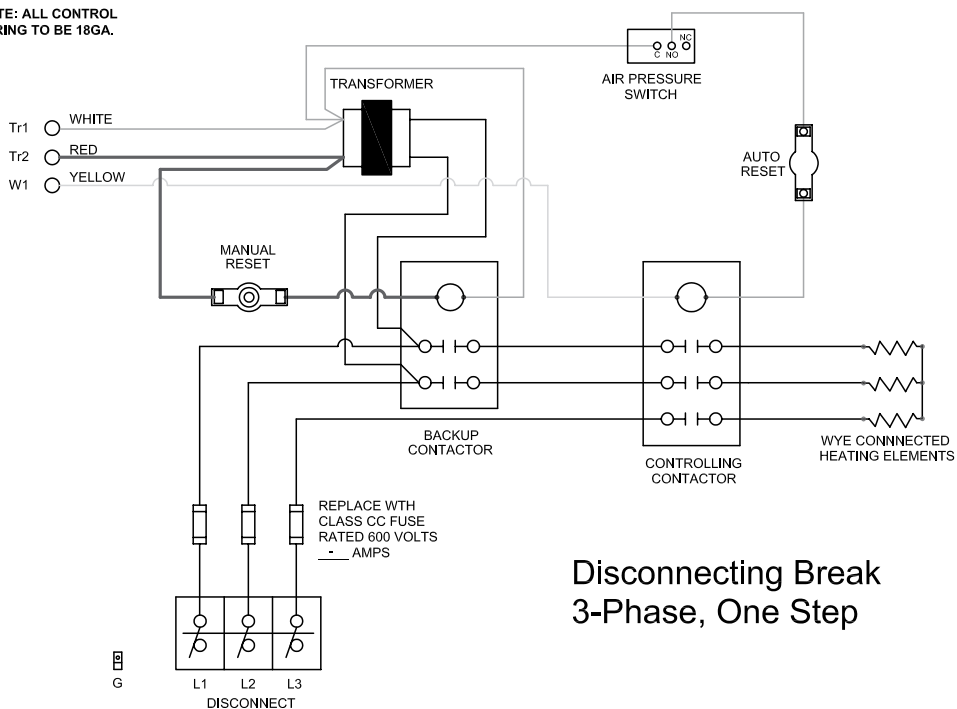 TE: ALL CONTROL
RING TO BE 18GA.
NC
C NO
AIR PRESSURE
SWITCH
TRANSFORMER
Tr1 WHITE
Tr2 RED
W1 YELLOW
AUTO
RESET
MANUAL
RESET
BACKUP
CONTACTOR
CONTROLLING
CONTACTOR
WYE CONNNECTED
HEATING ELEMENTS
REPLACE WTH
CLASS CC FUSE
RATED 600 VOLTS
- AMPS
Disconnecting Break
3-Phase, One Step
G L1 L2 L3
DISCONNECT